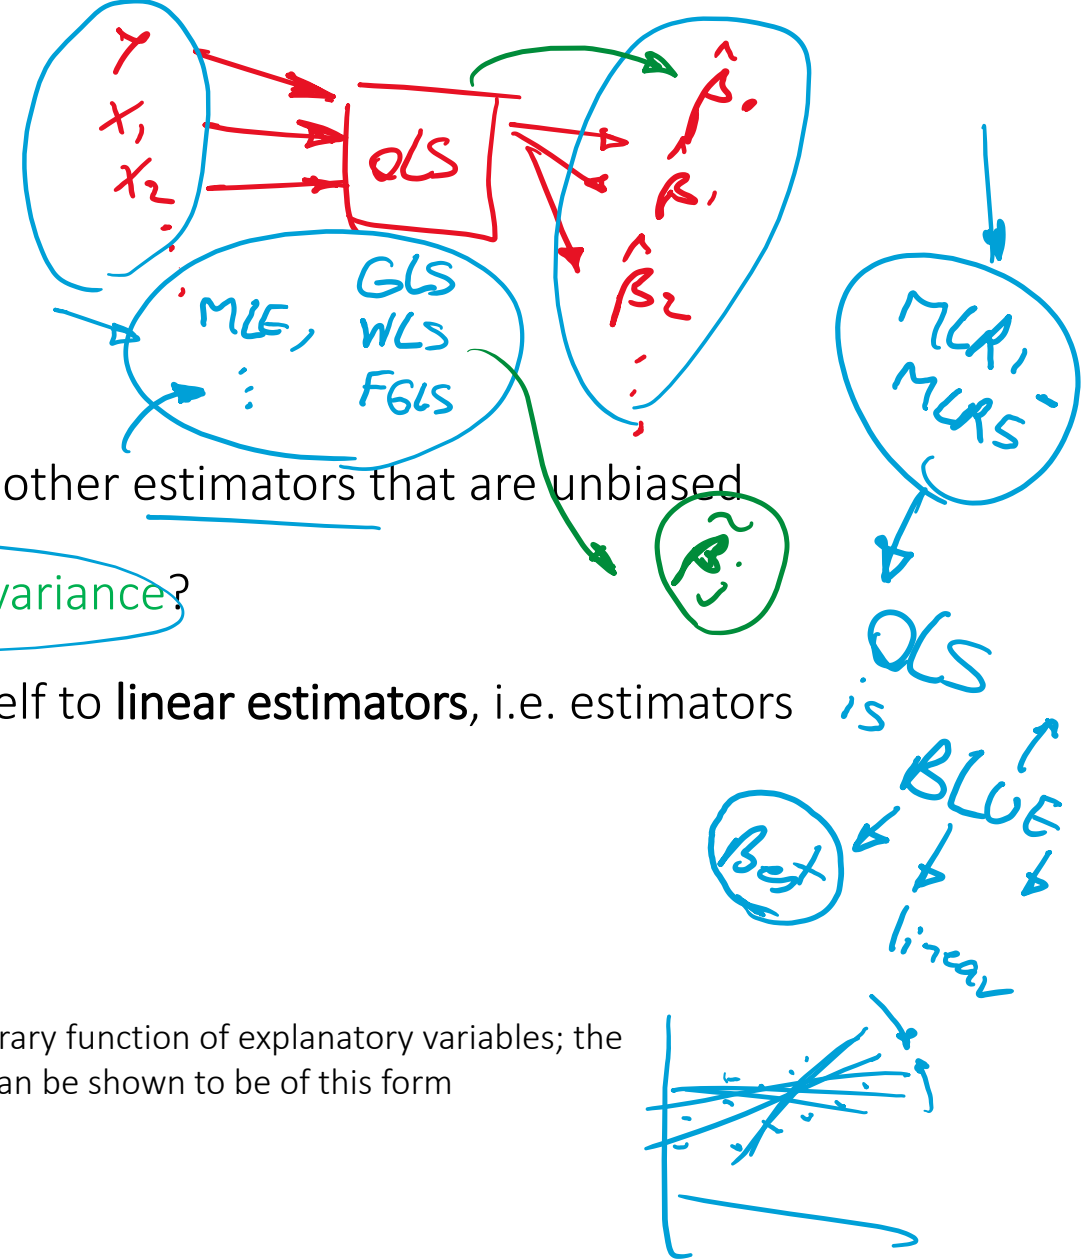 Y
X₁
X₂
OLS
β̂₀
β̂₁
β̂₂
MLE, GLS
WLS
FGLS
MLR1 -
MLR5
other estimators that are unbiased
β̃ⱼ
variance?
OLS
elf to linear estimators, i.e. estimators
is
BLUE
Best
linear
rary function of explanatory variables; the
an be shown to be of this form